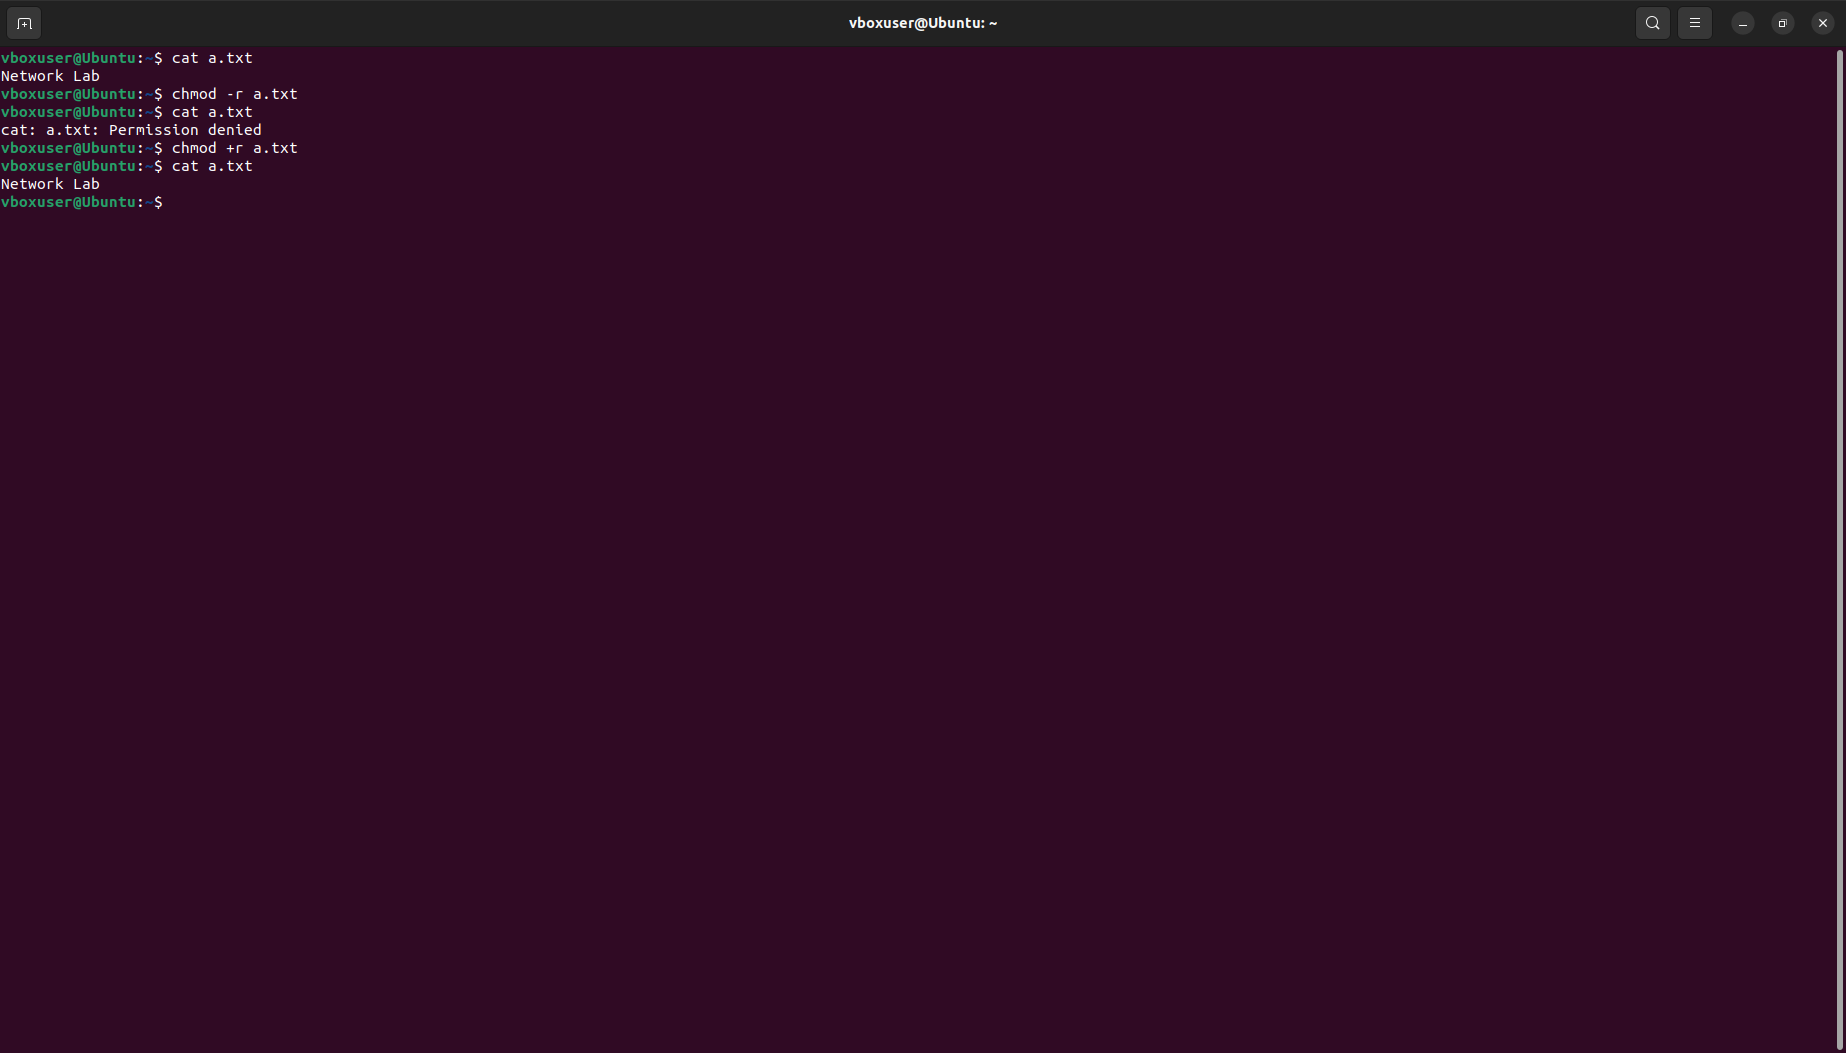 vboxuser@Ubuntu: ~
vboxuser@Ubuntu:~$ cat a.txt
Network Lab
vboxuser@Ubuntu:~$ chmod -r a.txt
vboxuser@Ubuntu:~$ cat a.txt
cat: a.txt: Permission denied
vboxuser@Ubuntu:~$ chmod +r a.txt
vboxuser@Ubuntu:~$ cat a.txt
Network Lab
vboxuser@Ubuntu:~$